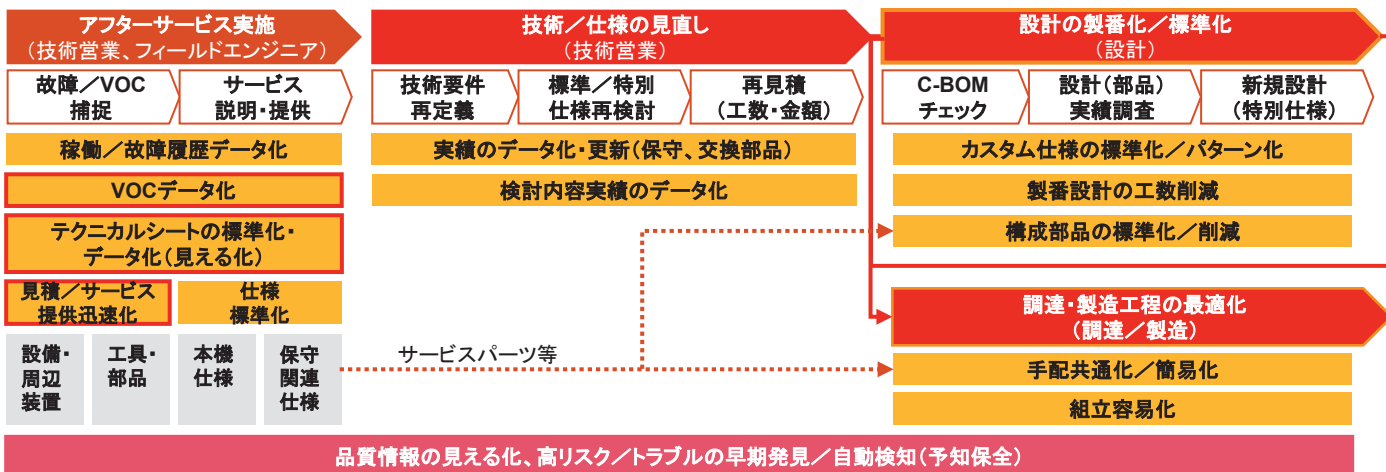 アフターサービス実施
(技術営業、フィールドエンジニア)
故障／VOC
捕捉
サービス
説明・提供
稼働／故障履歴データ化
VOCデータ化
テクニカルシートの標準化・
データ化(見える化)
見積／サービス
提供迅速化
仕様
標準化
設備・
周辺
装置
工具・
部品
本機
仕様
保守
関連
仕様
サービスパーツ等
技術／仕様の見直し
(技術営業)
技術要件
再定義
標準／特別
仕様再検討
再見積
(工数・金額)
実績のデータ化・更新(保守、交換部品)
検討内容実績のデータ化
設計の製番化／標準化
(設計)
C-BOM
チェック
設計(部品)
実績調査
新規設計
(特別仕様)
カスタム仕様の標準化／パターン化
製番設計の工数削減
構成部品の標準化／削減
調達・製造工程の最適化
(調達／製造)
手配共通化／簡易化
組立容易化
品質情報の見える化、高リスク／トラブルの早期発見／自動検知(予知保全)